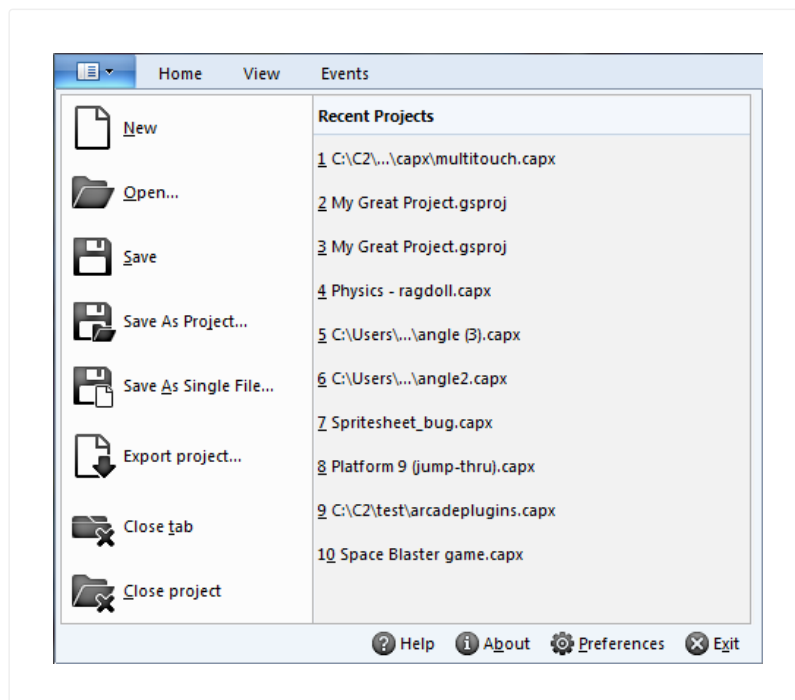 Home View Events
New
Open...
Save
Save As Project...
Save As Single File...
Export project...
Close tab
Close project
Recent Projects
1 C:\C2\...\capx\multitouch.capx
2 My Great Project.gsproj
3 My Great Project.gsproj
4 Physics - ragdoll.capx
5 C:\Users\...\angle (3).capx
6 C:\Users\...\angle2.capx
7 Spritesheet_bug.capx
8 Platform 9 (jump-thru).capx
9 C:\C2\test\arcadeplugins.capx
10 Space Blaster game.capx
Help About Preferences Exit